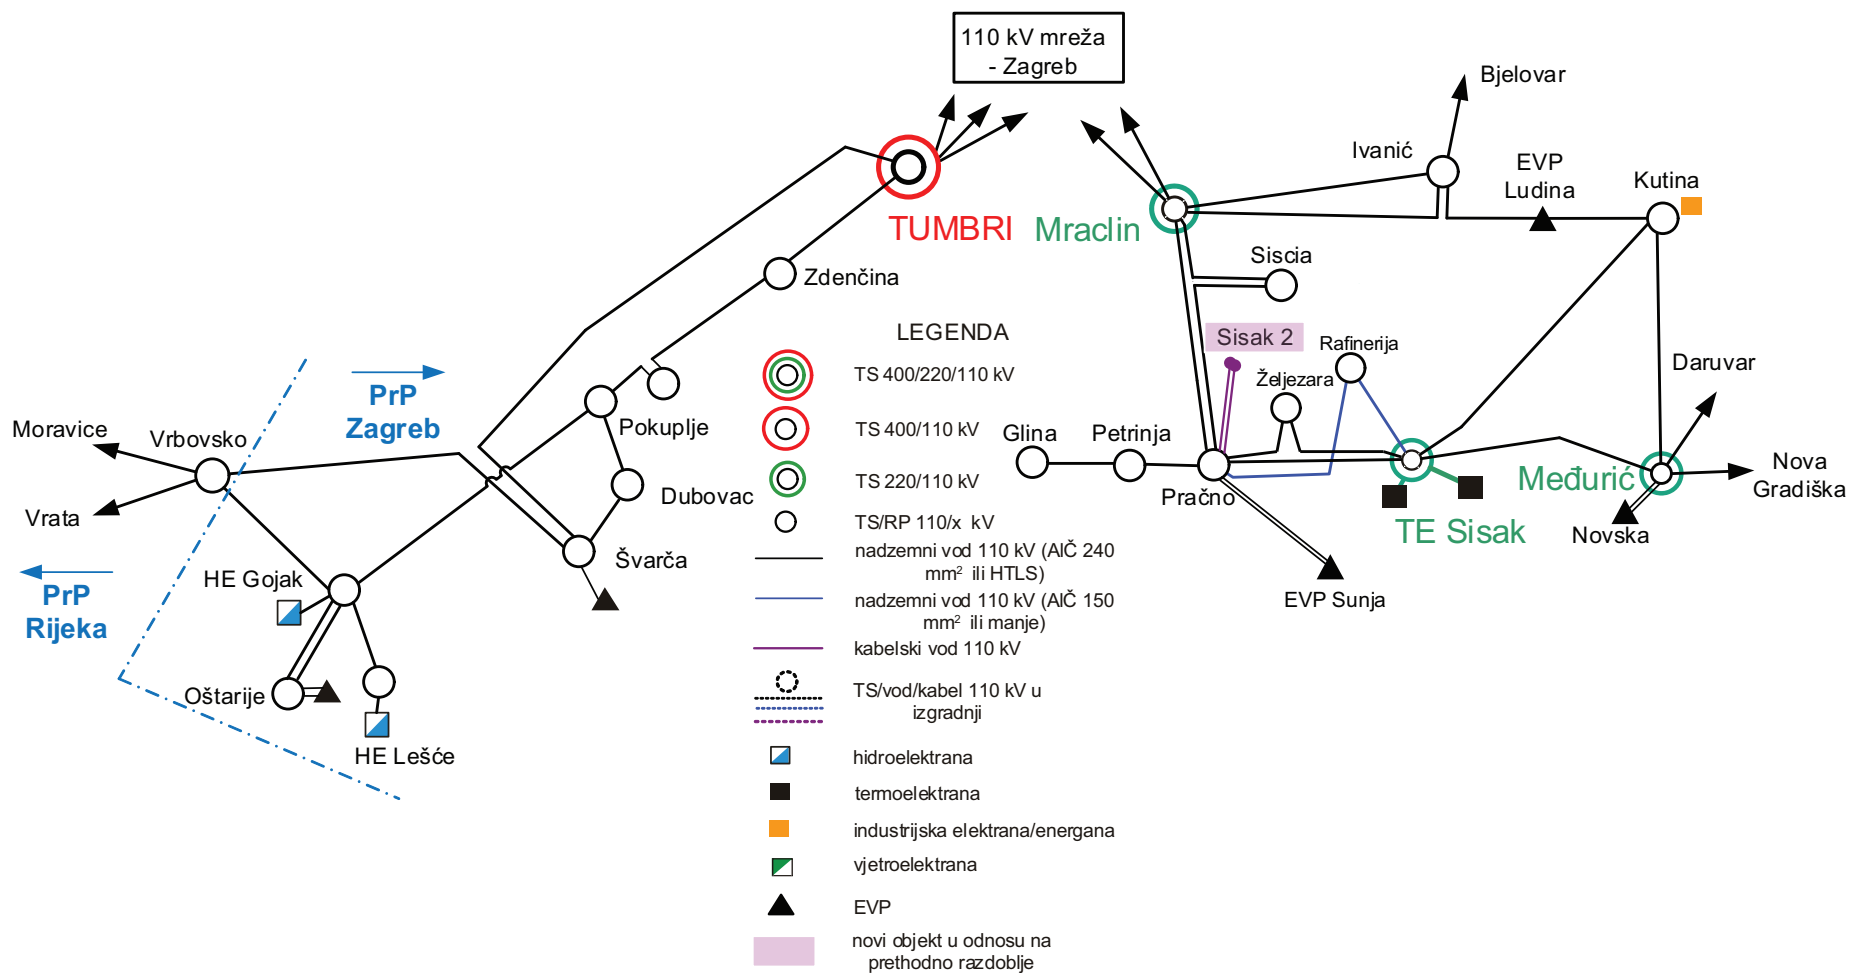 110 kV mreža
- Zagreb
Bjelovar
Ivanić
EVP
Ludina
Kutina
TUMBRI
Mraclin
Siscia
Zdenčina
LEGENDA
Sisak 2
Rafinerija
Daruvar
PrP
Zagreb
TS 400/220/110 kV
Željezara
Moravice
Vrbovsko
Pokuplje
TS 400/110 kV
Glina
Petrinja
Dubovac
TS 220/110 kV
Pračno
Međurić
Nova
Gradiška
Vrata
TS/RP 110/x kV
TE Sisak
Novska
HE Gojak
Švarča
nadzemni vod 110 kV (AlČ 240
mm² ili HTLS)
PrP
Rijeka
nadzemni vod 110 kV (AlČ 150
mm² ili manje)
EVP Sunja
kabelski vod 110 kV
Oštarije
TS/vod/kabel 110 kV u
izgradnji
HE Lešće
hidroelektrana
termoelektrana
industrijska elektrana/energana
vjetroelektrana
EVP
novi objekt u odnosu na
prethodno razdoblje